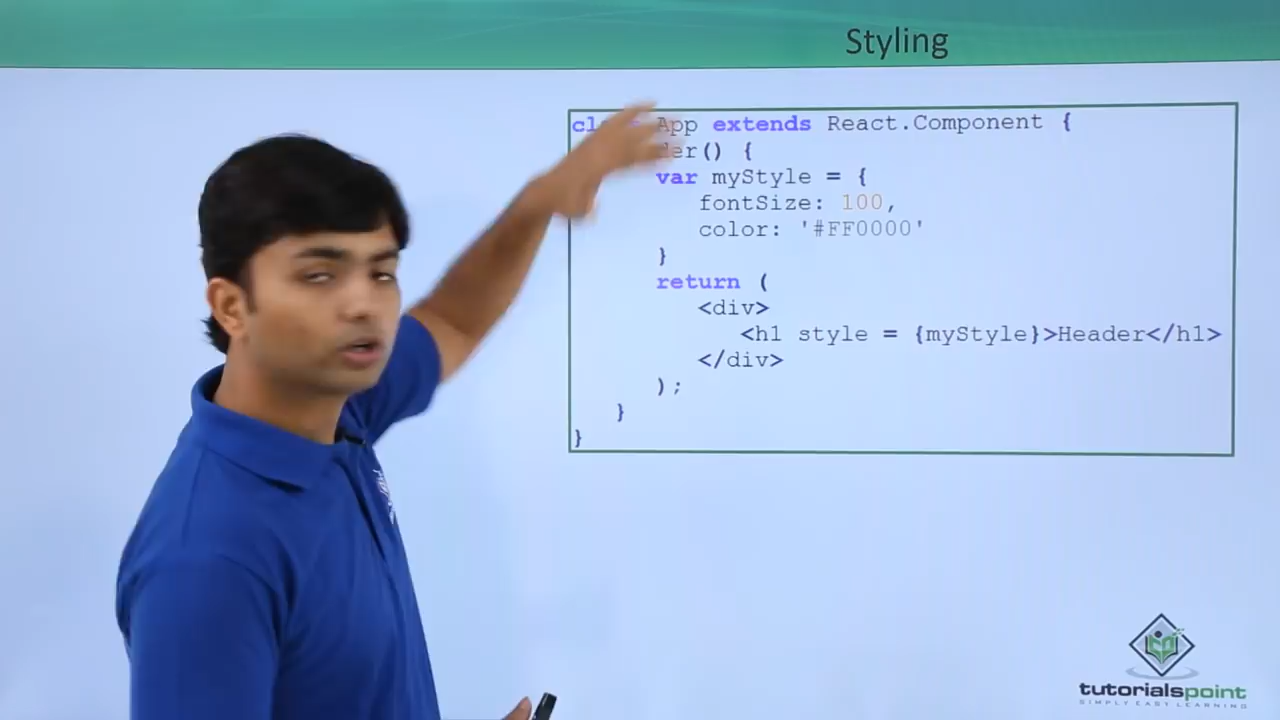 Styling
App extends React.Component {
der() {
var myStyle = {
fontSize: 100,
color: '#FF0000'
}
return (
<div>
<h1 style = {myStyle}>Header</h1>
</div>
);
}
}
tutorialspoint
SIMPLY EASY LEARNING